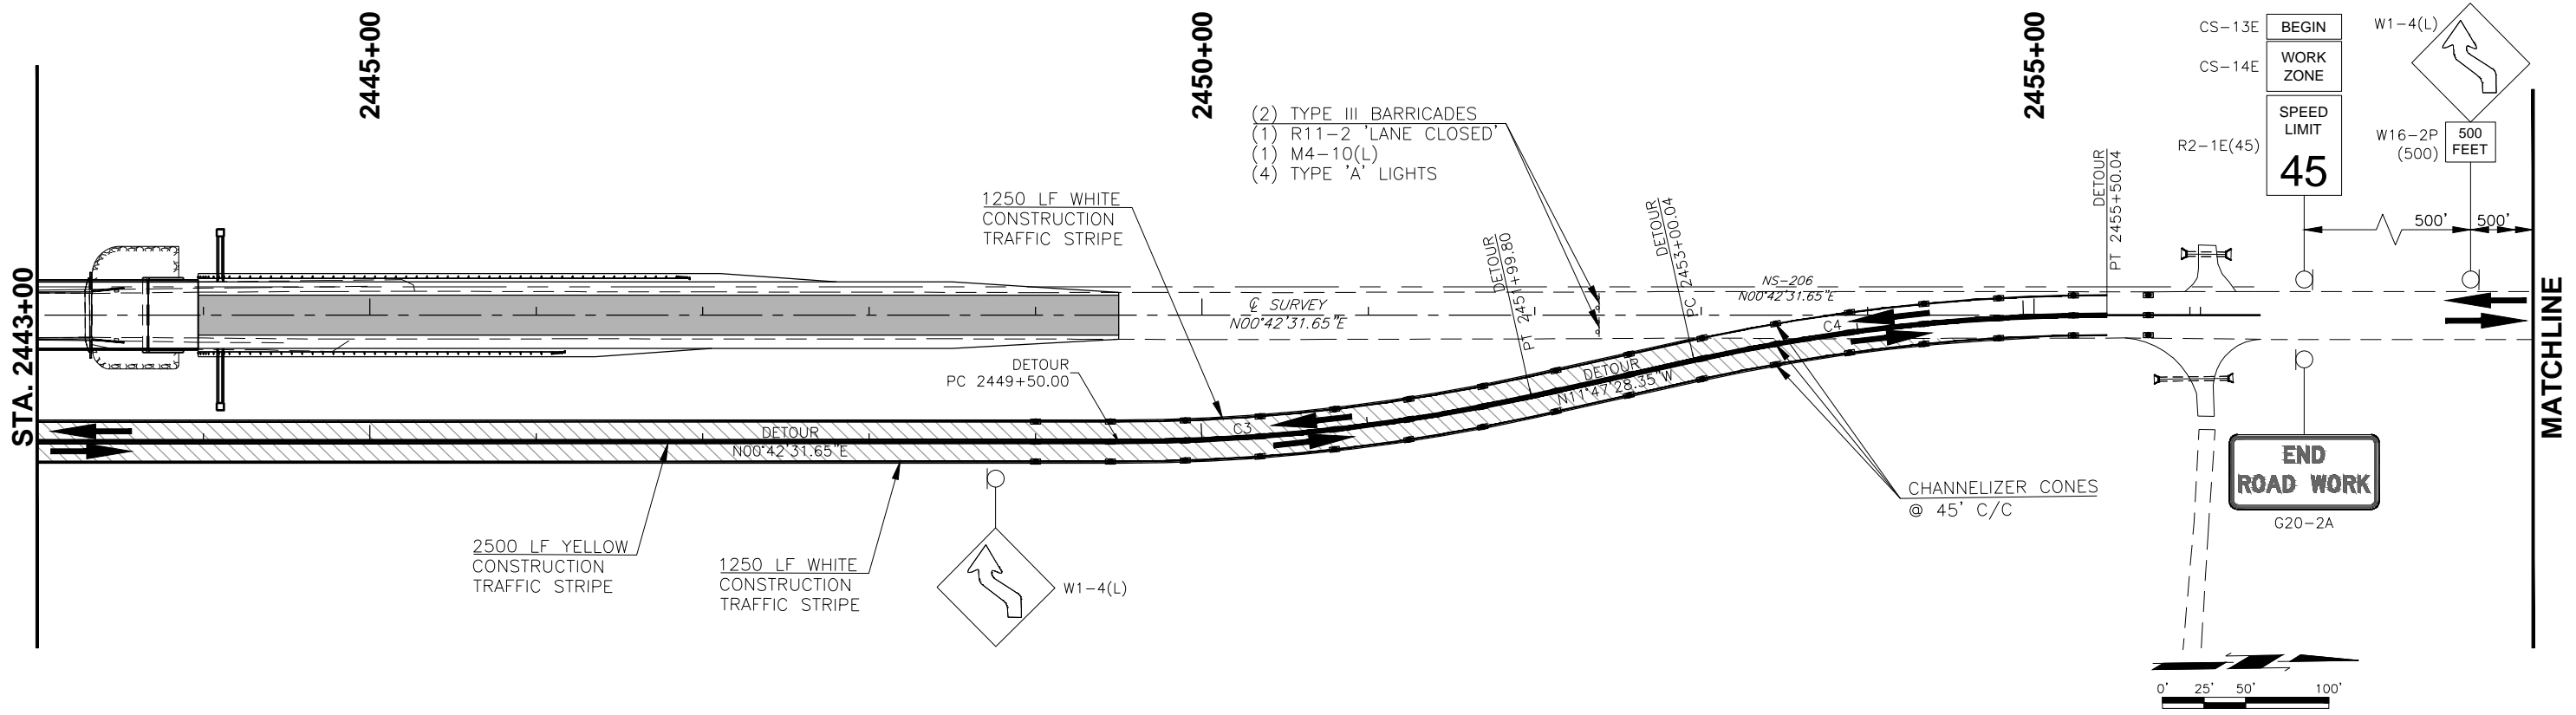 STA. 2443+00
2445+00
2450+00
2455+00
CS-13E
BEGIN
CS-14E
WORK
ZONE
R2-1E(45)
SPEED
LIMIT
45
W1-4(L)
W16-2P
(500)
500
FEET
500'
500'
MATCHLINE
(2) TYPE III BARRICADES
(1) R11-2 'LANE CLOSED'
(1) M4-10(L)
(4) TYPE 'A' LIGHTS
1250 LF WHITE
CONSTRUCTION
TRAFFIC STRIPE
℄ SURVEY
N00°42'31.65"E
DETOUR
PT 2451+99.80
DETOUR
PC 2453+00.04
NS-206
N00°42'31.65"E
DETOUR
PT 2455+50.04
DETOUR
PC 2449+50.00
C4
DETOUR
N11°47'28.35"W
C3
DETOUR
N00°42'31.65"E
2500 LF YELLOW
CONSTRUCTION
TRAFFIC STRIPE
1250 LF WHITE
CONSTRUCTION
TRAFFIC STRIPE
W1-4(L)
CHANNELIZER CONES
@ 45' C/C
END
ROAD WORK
G20-2A
0' 25' 50' 100'